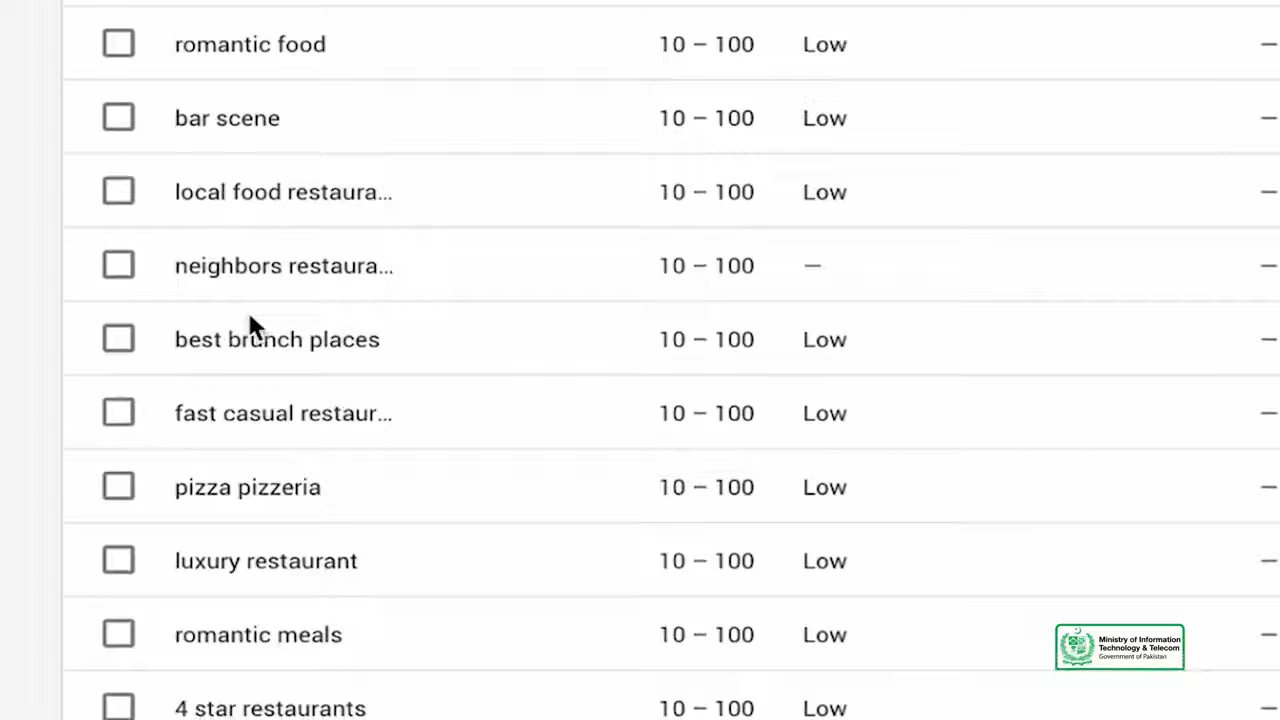 romantic food 10 – 100 Low –
bar scene 10 – 100 Low –
local food restaura... 10 – 100 Low –
neighbors restaura... 10 – 100 – –
best brunch places 10 – 100 Low –
fast casual restaur... 10 – 100 Low –
pizza pizzeria 10 – 100 Low –
luxury restaurant 10 – 100 Low –
romantic meals 10 – 100 Low –
Ministry of Information
Technology & Telecom
Government of Pakistan
4 star restaurants 10 – 100 Low –